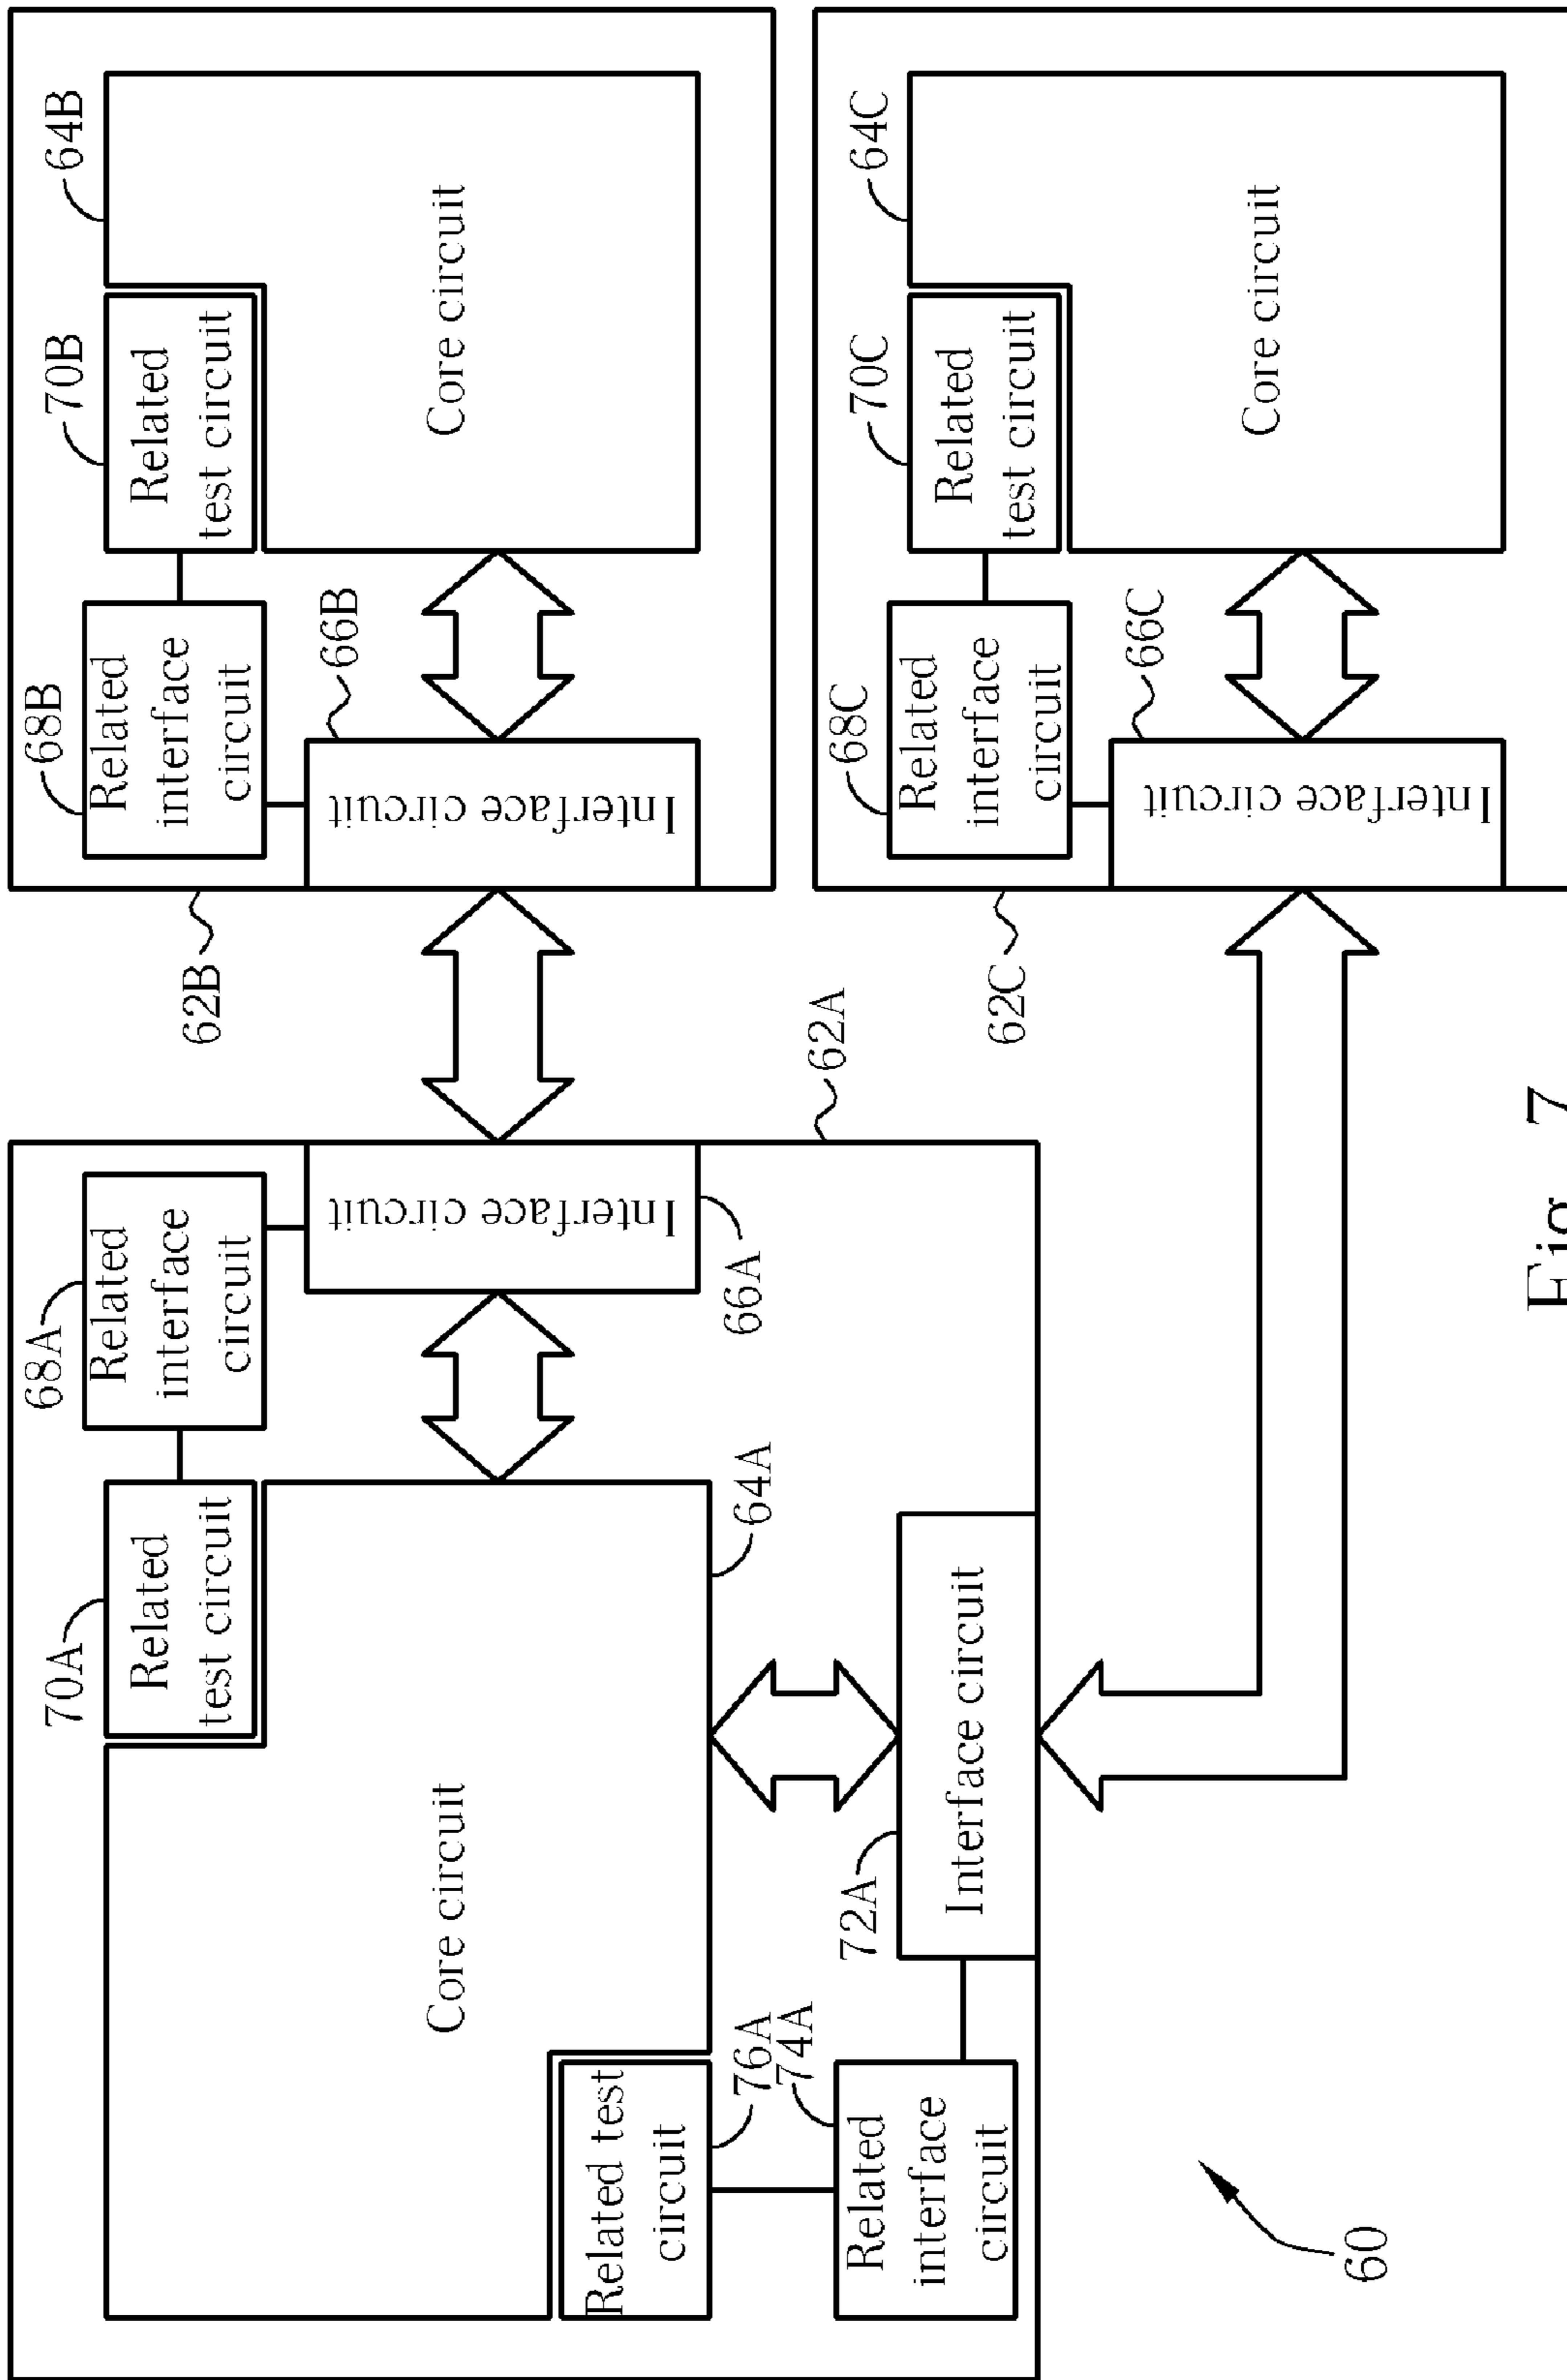 70A
68A
Related
test circuit
Related
interface
circuit
Core circuit
Interface circuit
66A
64A
62A
Related test
circuit
76A
74A
Related
interface
circuit
72A
Interface circuit
62B
68B
70B
64B
Related
interface
circuit
Related
test circuit
66B
Interface circuit
Core circuit
62C
68C
70C
64C
Related
interface
circuit
Related
test circuit
66C
Interface circuit
Core circuit
60
Fig. 7